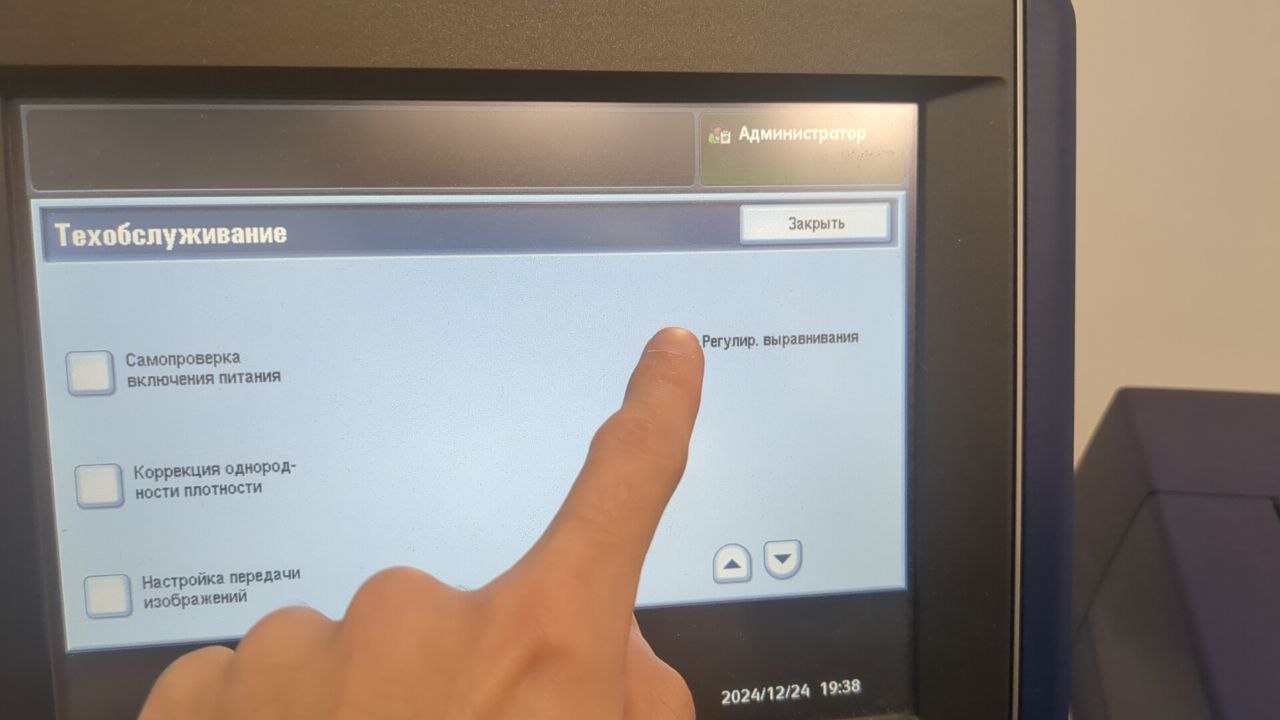 Администратор
Техобслуживание
Закрыть
Регулир. выравнивания
Самопроверка
включения питания
Коррекция однород-
ности плотности
Настройка передачи
изображений
2024/12/24 19:38